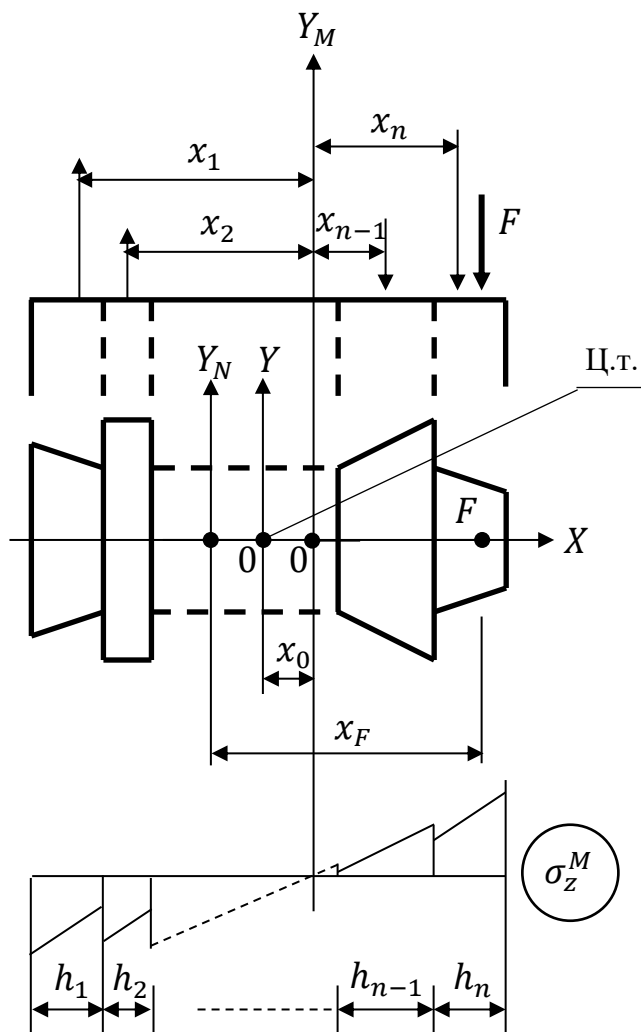 Y_M
x_n
x_1
x_2
x_{n-1}
F
Y_N
Y
Ц.т.
F
0
0
X
x_0
x_F
σ_z^M
h_1
h_2
h_{n-1}
h_n